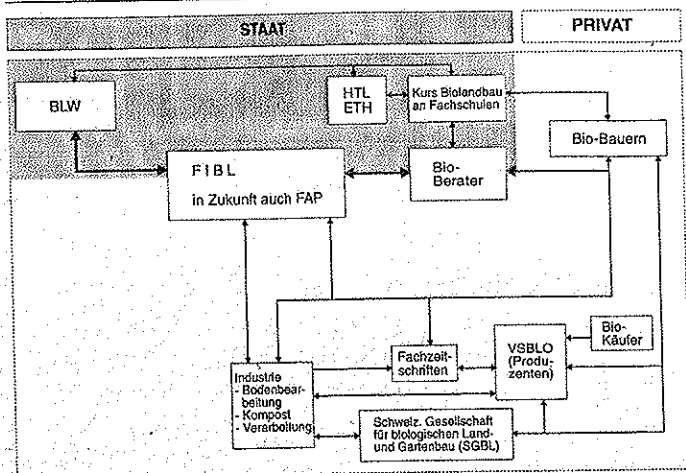 STAAT
PRIVAT
BLW
HTL
ETH
Kurs Biolandbau
an Fachschulen
Bio-Bauern
FIBL
in Zukunft auch FAP
Bio-
Berater
Industrie
- Bodenbear-
beitung
- Kompost
- Verarbeitung
Fachzeit-
schriften
VSBLO
(Produ-
zenten)
Bio-
Käufer
Schweiz. Gesellschaft
für biologischen Land-
und Gartenbau (SGBL)